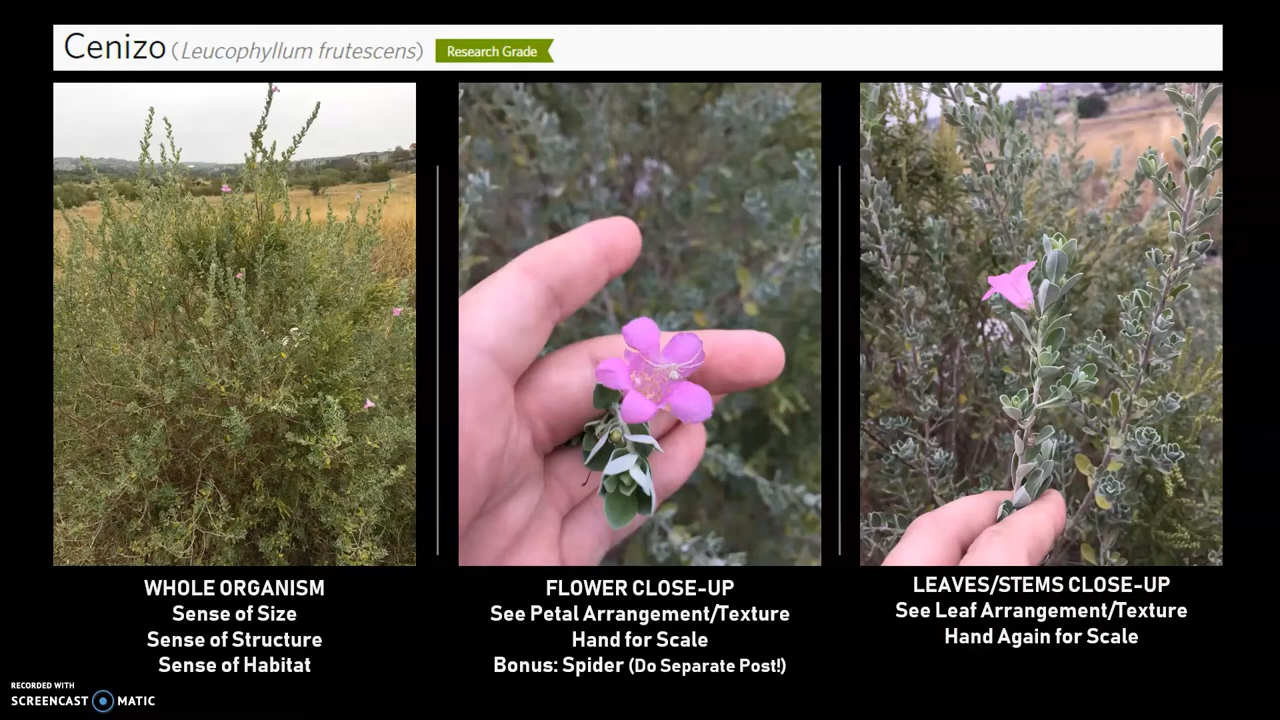 Cenizo (Leucophyllum frutescens) Research Grade
WHOLE ORGANISM
Sense of Size
Sense of Structure
Sense of Habitat
FLOWER CLOSE-UP
See Petal Arrangement/Texture
Hand for Scale
Bonus: Spider (Do Separate Post!)
LEAVES/STEMS CLOSE-UP
See Leaf Arrangement/Texture
Hand Again for Scale
RECORDED WITH
SCREENCAST MATIC